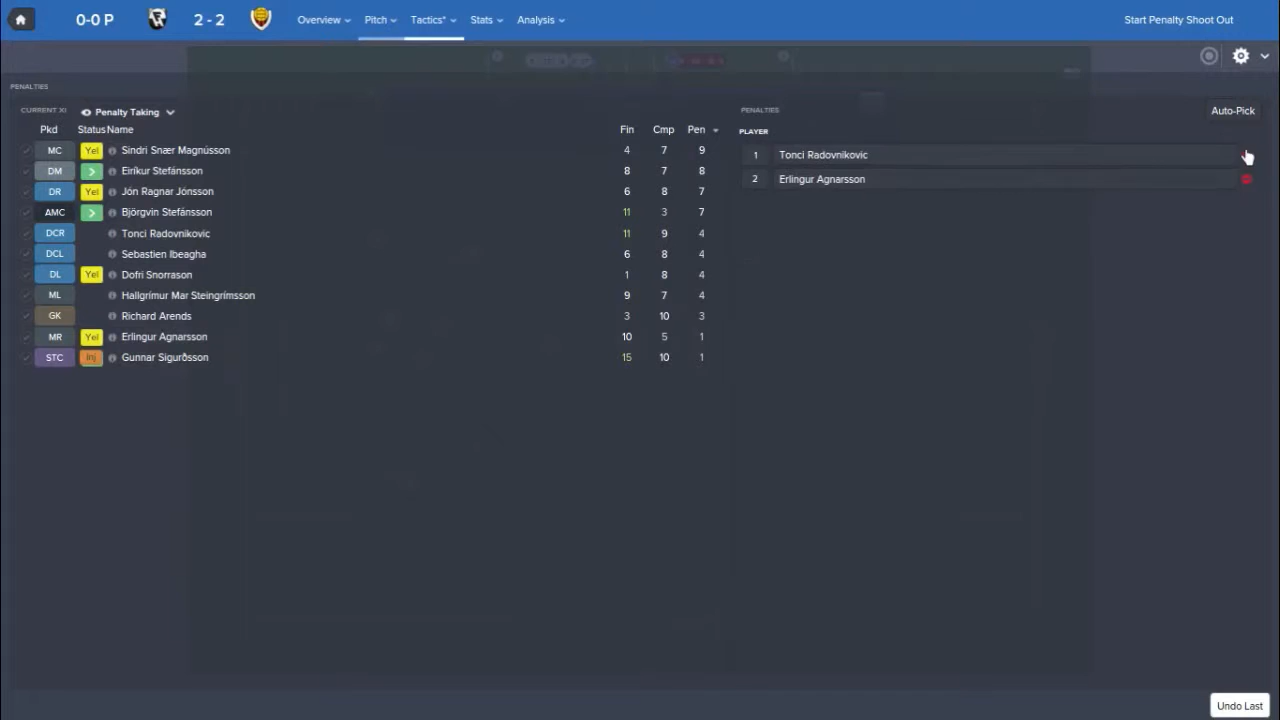 0-0 P 2 - 2 Overview Pitch Tactics* Stats Analysis Start Penalty Shoot Out
PENALTIES
CURRENT XI Penalty Taking PENALTIES Auto-Pick
Pkd Status Name Fin Cmp Pen PLAYER
MC Yel Sindri Snær Magnússon 4 7 9 1 Tonci Radovnikovic
DM Eiríkur Stefánsson 8 7 8 2 Erlingur Agnarsson
DR Yel Jón Ragnar Jónsson 6 8 7
AMC Björgvin Stefánsson 11 3 7
DCR Tonci Radovnikovic 11 9 4
DCL Sebastien Ibeagha 6 8 4
DL Yel Dofri Snorrason 1 8 4
ML Hallgrímur Mar Steingrímsson 9 7 4
GK Richard Arends 3 10 3
MR Yel Erlingur Agnarsson 10 5 1
STC Inj Gunnar Sigurðsson 15 10 1
Undo Last